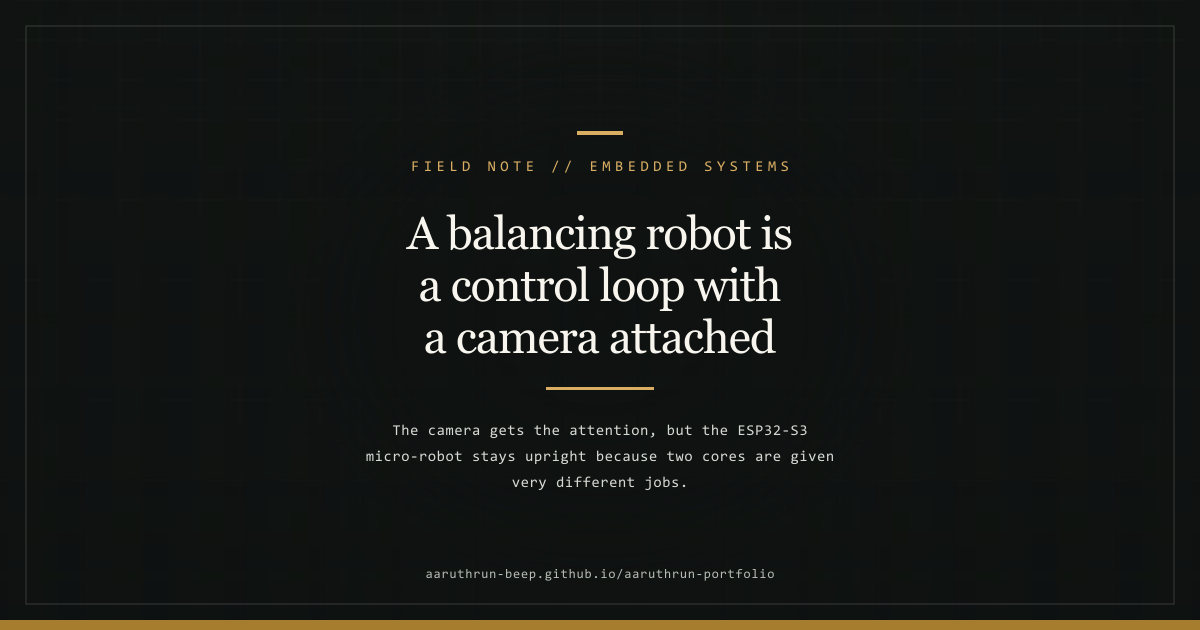 FIELD NOTE // EMBEDDED SYSTEMS
A balancing robot is
a control loop with
a camera attached
The camera gets the attention, but the ESP32-S3
micro-robot stays upright because two cores are given
very different jobs.
aaruthrun-beep.github.io/aaruthrun-portfolio